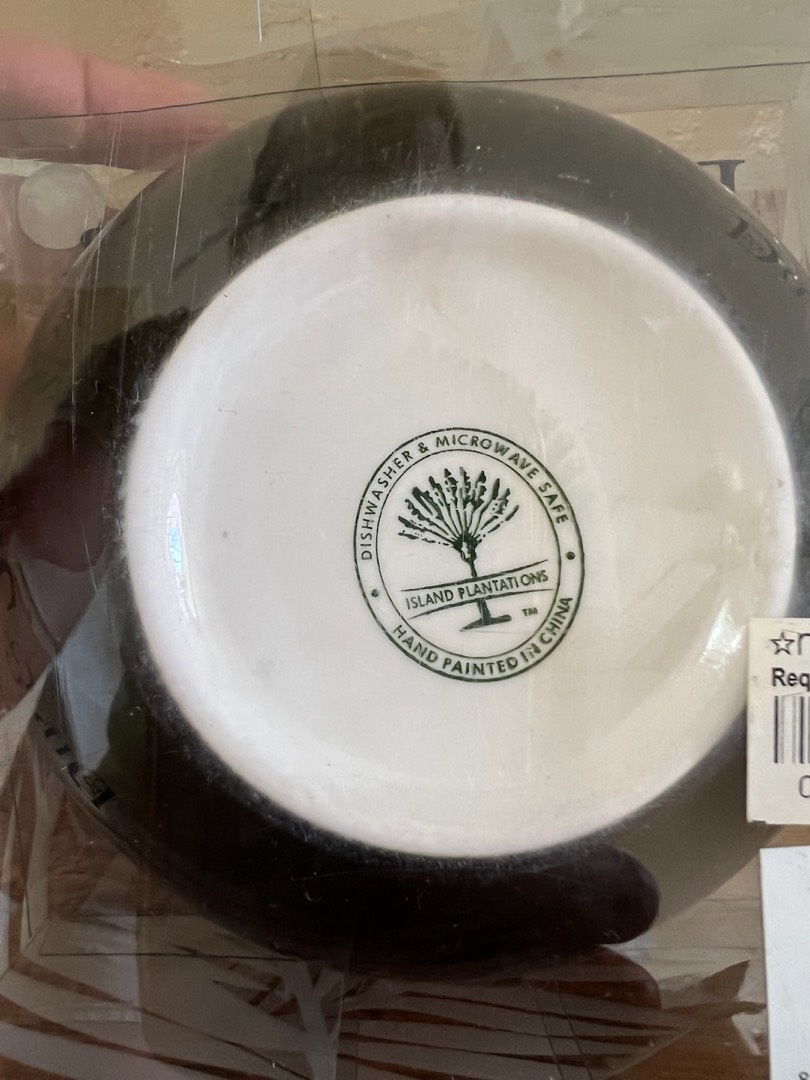 DISHWASHER & MICROWAVE SAFE
ISLAND PLANTATIONS
TM
HAND PAINTED IN CHINA
Req